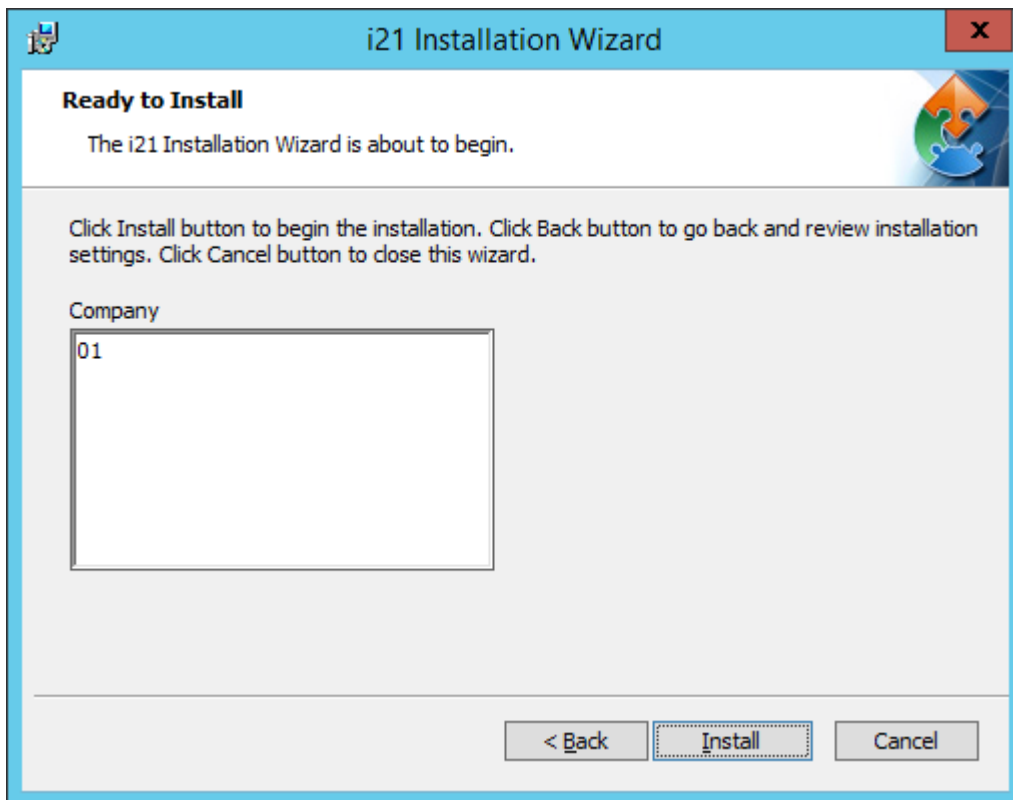 i21 Installation Wizard
x
Ready to Install
The i21 Installation Wizard is about to begin.
Click Install button to begin the installation. Click Back button to go back and review installation
settings. Click Cancel button to close this wizard.
Company
01
< Back
Install
Cancel